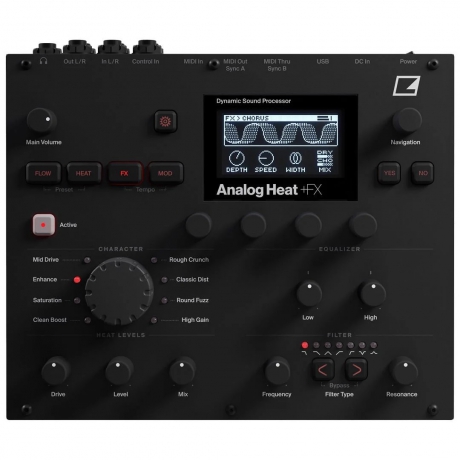 Out L/R In L/R Control In MIDI In MIDI Out MIDI Thru USB DC In Power
Sync A Sync B
Dynamic Sound Processor
Main Volume
FX > CHORUS
Navigation
DEPTH SPEED WIDTH MIX
DRY
CHO
Analog Heat +FX
FLOW HEAT FX MOD
YES NO
Preset Tempo
Active
CHARACTER EQUALIZER
Mid Drive Rough Crunch
Enhance Classic Dist
Saturation Round Fuzz
Clean Boost High Gain
Low High
HEAT LEVELS FILTER
Bypass
Drive Level Mix Frequency Filter Type Resonance